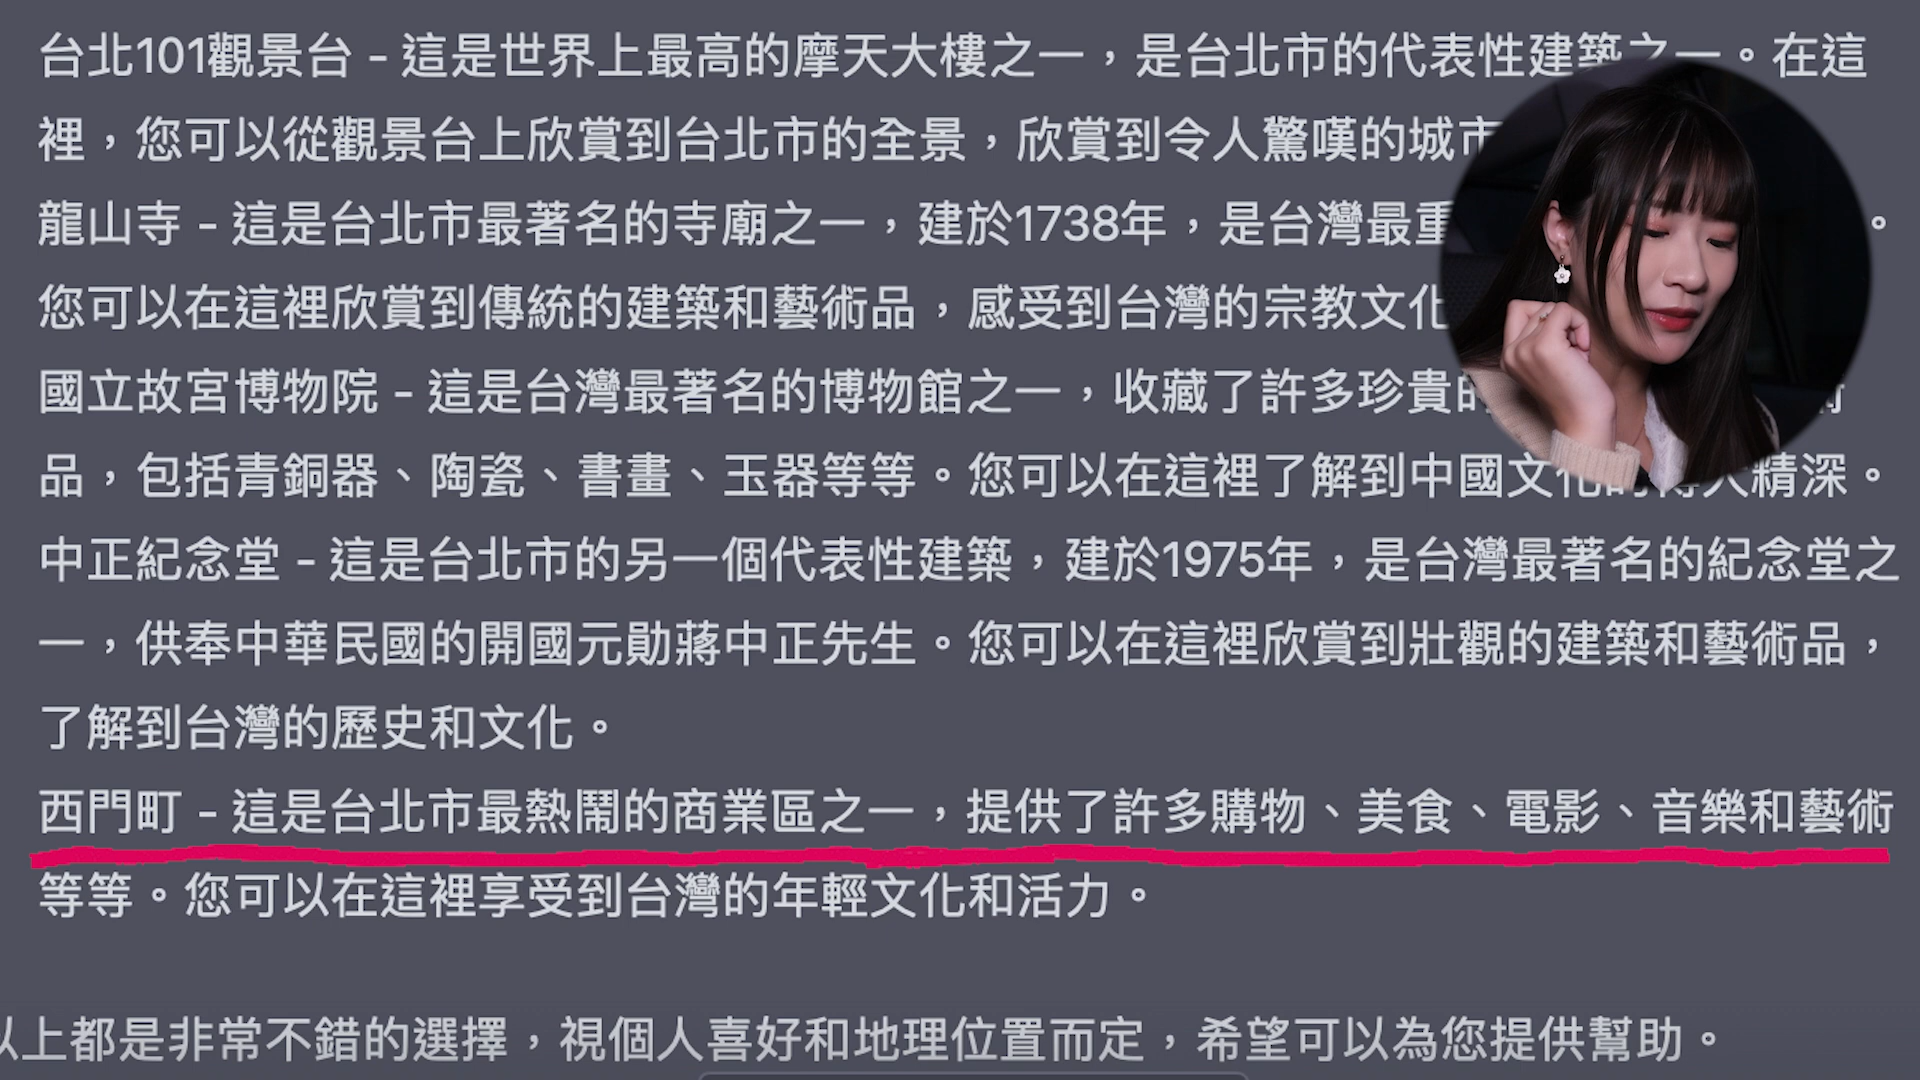 台北101觀景台 - 這是世界上最高的摩天大樓之一，是台北市的代表性建築之一。在這
裡，您可以從觀景台上欣賞到台北市的全景，欣賞到令人驚嘆的城市
龍山寺 - 這是台北市最著名的寺廟之一，建於1738年，是台灣最重 。
您可以在這裡欣賞到傳統的建築和藝術品，感受到台灣的宗教文化
國立故宮博物院 - 這是台灣最著名的博物館之一，收藏了許多珍貴的
品，包括青銅器、陶瓷、書畫、玉器等等。您可以在這裡了解到中國文化 精深。
中正紀念堂 - 這是台北市的另一個代表性建築，建於1975年，是台灣最著名的紀念堂之
一，供奉中華民國的開國元勛蔣中正先生。您可以在這裡欣賞到壯觀的建築和藝術品，
了解到台灣的歷史和文化。
西門町 - 這是台北市最熱鬧的商業區之一，提供了許多購物、美食、電影、音樂和藝術
等等。您可以在這裡享受到台灣的年輕文化和活力。
以上都是非常不錯的選擇，視個人喜好和地理位置而定，希望可以為您提供幫助。